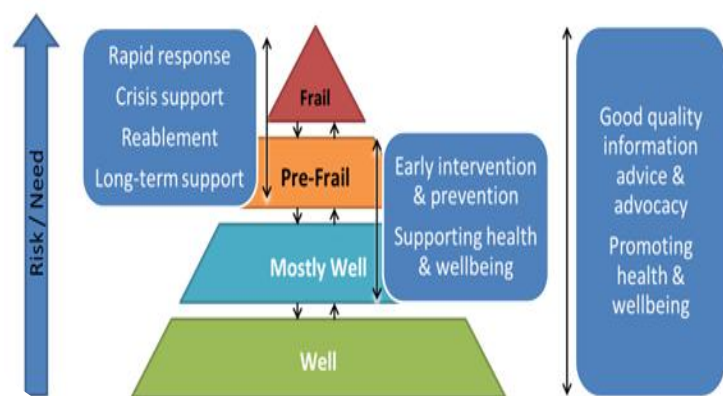 Risk / Need
Rapid response
Crisis support
Reablement
Long-term support
Frail
Pre-Frail
Mostly Well
Well
Early intervention
& prevention
Supporting health
& wellbeing
Good quality
information
advice &
advocacy
Promoting
health &
wellbeing